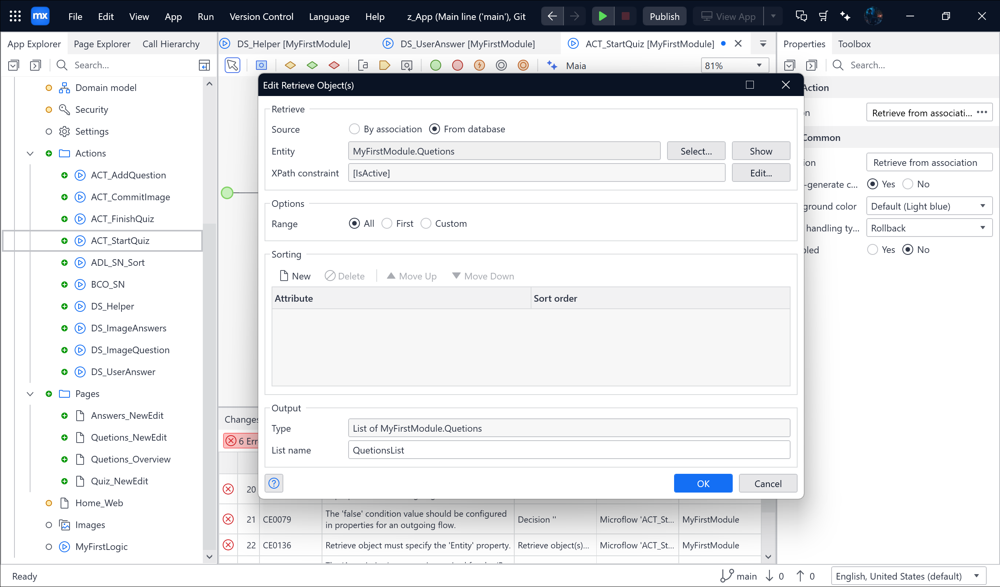 mx File Edit View App Run Version Control Language Help z_App (Main line ('main'), Git Publish View App
App Explorer Page Explorer Call Hierarchy
Search...
Domain model
Security
Settings
Actions
ACT_AddQuestion
ACT_CommitImage
ACT_FinishQuiz
ACT_StartQuiz
ADL_SN_Sort
BCO_SN
DS_Helper
DS_ImageAnswers
DS_ImageQuestion
DS_UserAnswer
Pages
Answers_NewEdit
Quetions_NewEdit
Quetions_Overview
Quiz_NewEdit
Home_Web
Images
MyFirstLogic
DS_Helper [MyFirstModule] DS_UserAnswer [MyFirstModule] ACT_StartQuiz [MyFirstModule]
Maia 81%
Edit Retrieve Object(s)
Retrieve
Source By association From database
Entity MyFirstModule.Quetions Select... Show
XPath constraint [IsActive] Edit...
Options
Range All First Custom
Sorting
New Delete Move Up Move Down
Attribute Sort order
Output
Type List of MyFirstModule.Quetions
List name QuetionsList
OK Cancel
Changes
6 Err
20
21 CE0079 The 'false' condition value should be configured in properties for an outgoing flow. Decision '' Microflow 'ACT_St... MyFirstModule
22 CE0136 Retrieve object must specify the 'Entity' property. Retrieve object(s)... Microflow 'ACT_St... MyFirstModule
Properties Toolbox
Search...
Action
on Retrieve from associati... •••
Common
ion Retrieve from association
-generate c... Yes No
ground color Default (Light blue)
handling ty... Rollback
bled Yes No
Ready main 0 0 English, United States (default)